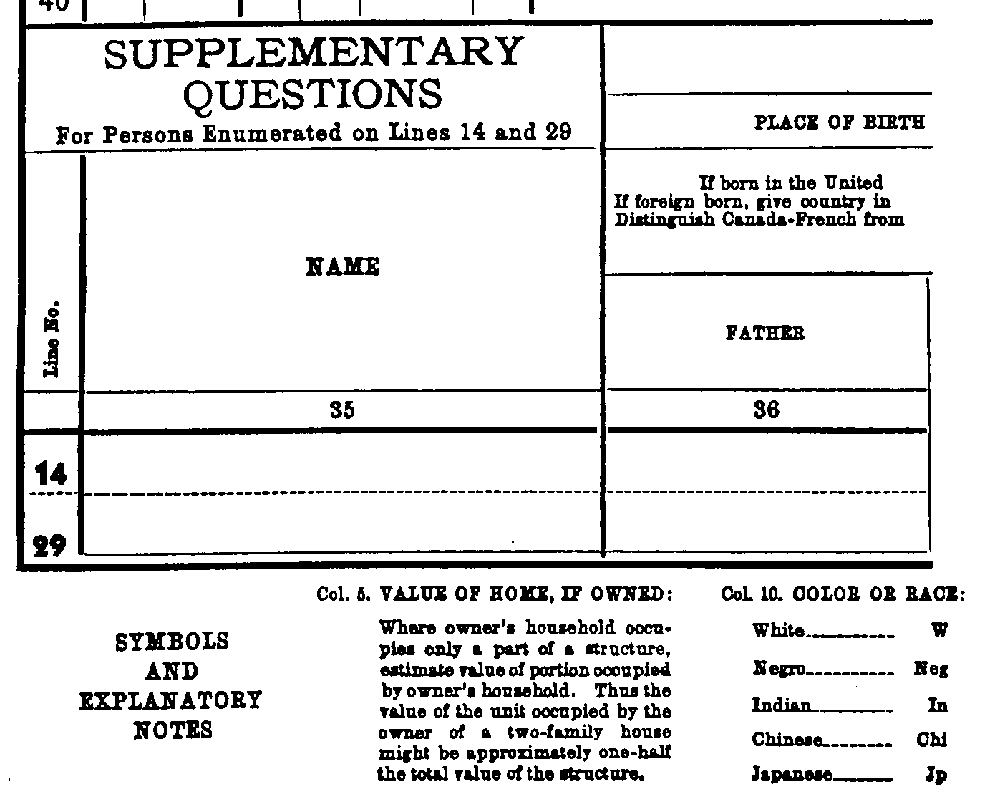 40
SUPPLEMENTARY
QUESTIONS
For Persons Enumerated on Lines 14 and 29
PLACE OF BIRTH
If born in the United
If foreign born, give country in
Distinguish Canada-French from
Line No.
NAME
FATHER
35
36
14
29
SYMBOLS
AND
EXPLANATORY
NOTES
Col. 5. VALUE OF HOME, IF OWNED:
Where owner's household occu-
pies only a part of a structure,
estimate value of portion occupied
by owner's household. Thus the
value of the unit occupied by the
owner of a two-family house
might be approximately one-half
the total value of the structure.
Col. 10. COLOR OR RACE:
White W
Negro Neg
Indian In
Chinese Chi
Japanese Jp